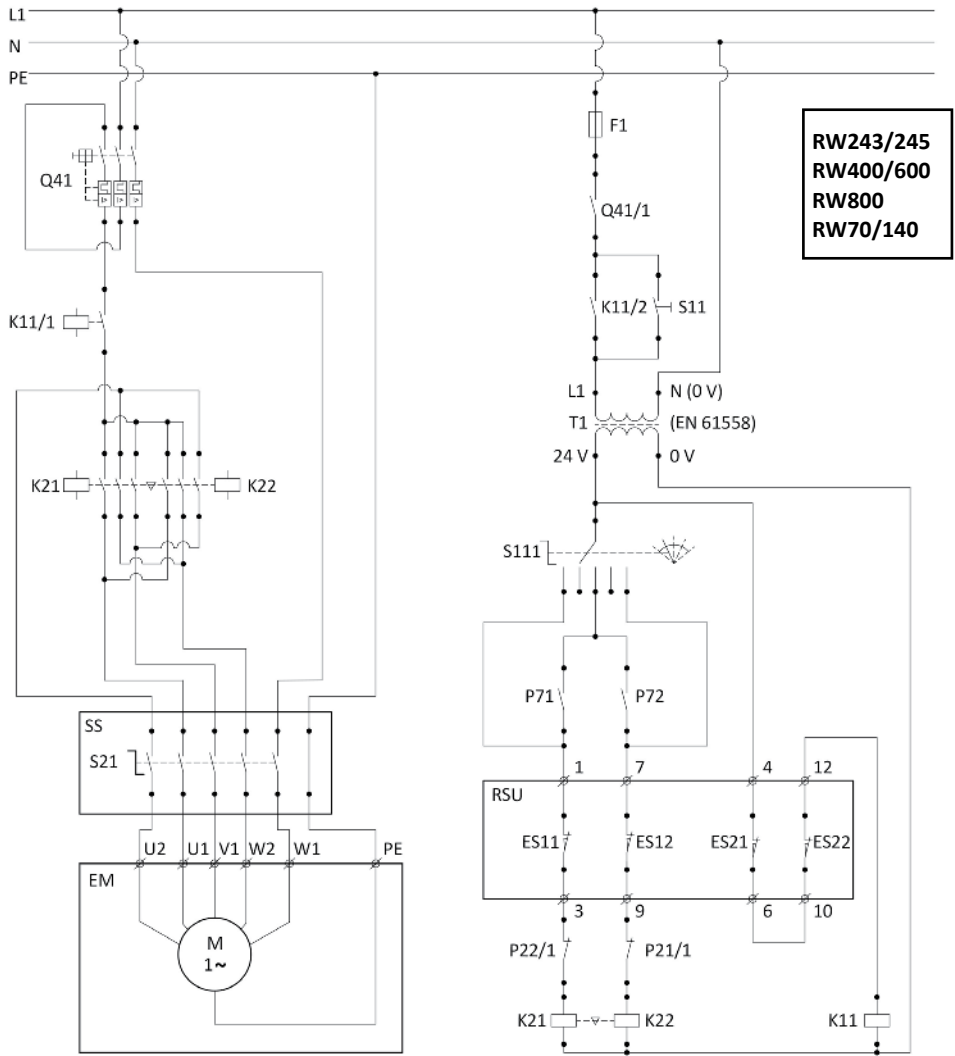 L1
N
PE
F1
RW243/245
RW400/600
RW800
RW70/140
Q41
Q41/1
K11/1
K11/2
S11
L1
N (0 V)
T1
(EN 61558)
24 V
0 V
K21
K22
S111
P71
P72
SS
S21
1
7
4
12
RSU
ES11
ES12
ES21
ES22
U2
U1
V1
W2
W1
PE
EM
3
9
6
10
M
1~
P22/1
P21/1
K21
K22
K11